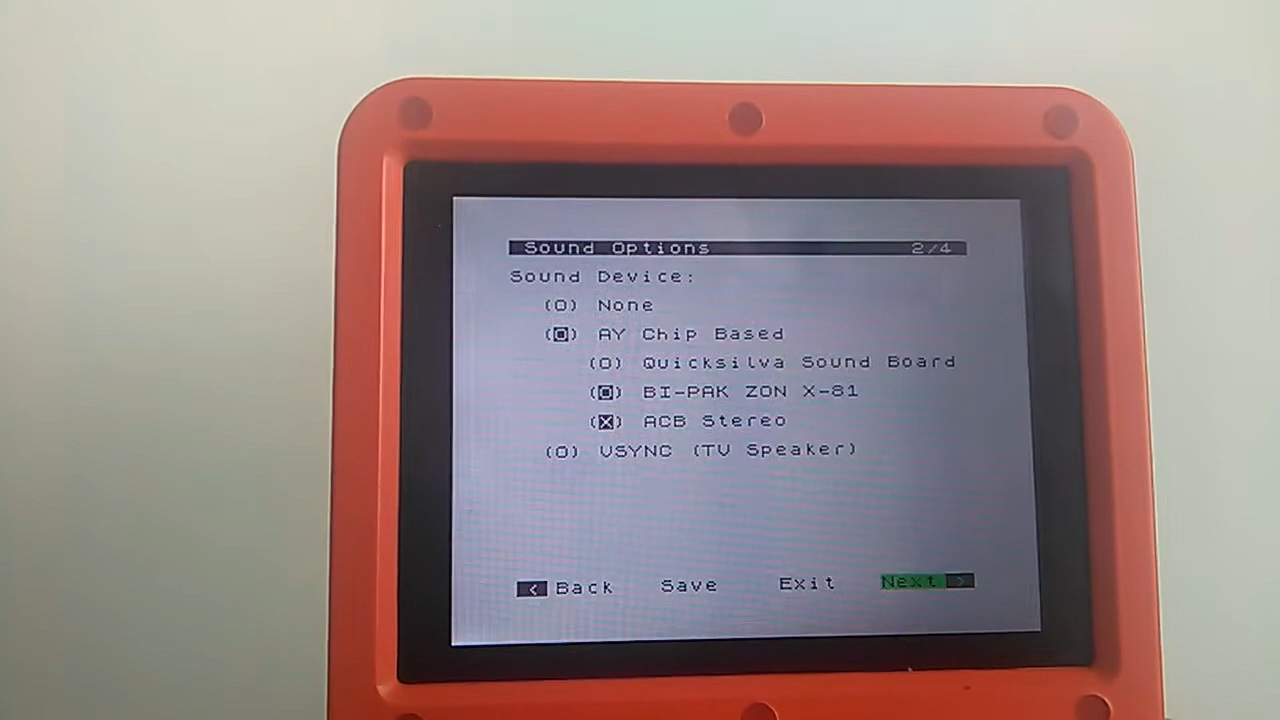 Sound Options 2/4
Sound Device:
(O) None
(O) AY Chip Based
(O) Quicksilva Sound Board
(O) BI-PAK ZON X-81
(X) ACB Stereo
(O) VSYNC (TV Speaker)
< Back Save Exit Next >